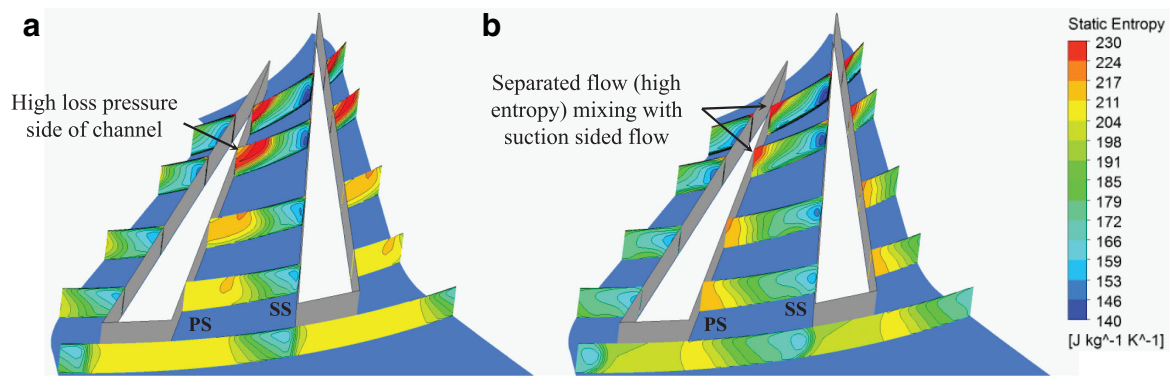 a
b
High loss pressure
side of channel
PS
SS
Separated flow (high
entropy) mixing with
suction sided flow
PS
SS
Static Entropy
230
224
217
211
204
198
191
185
179
172
166
159
153
146
140
[J kg^-1 K^-1]